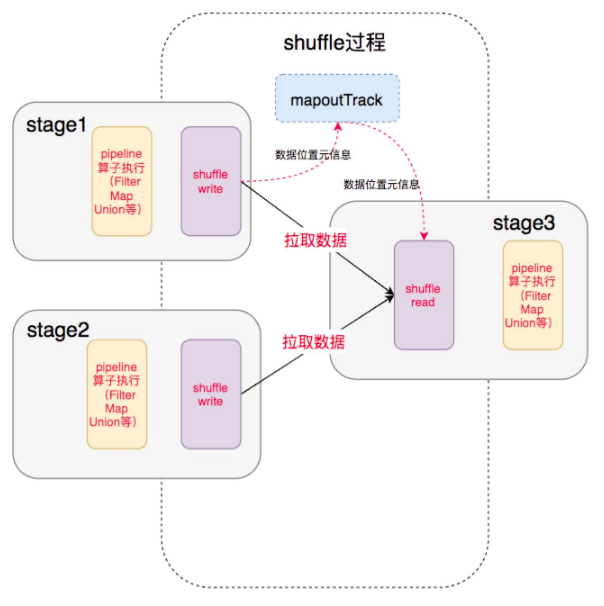 shuffle过程
mapoutTrack
stage1
pipeline
算子执行
（Filter
Map
Union等）
shuffle
write
数据位置元信息
数据位置元信息
拉取数据
stage3
shuffle
read
pipeline
算子执行
（Filter
Map
Union等）
stage2
pipeline
算子执行
（Filter
Map
Union等）
shuffle
write
拉取数据